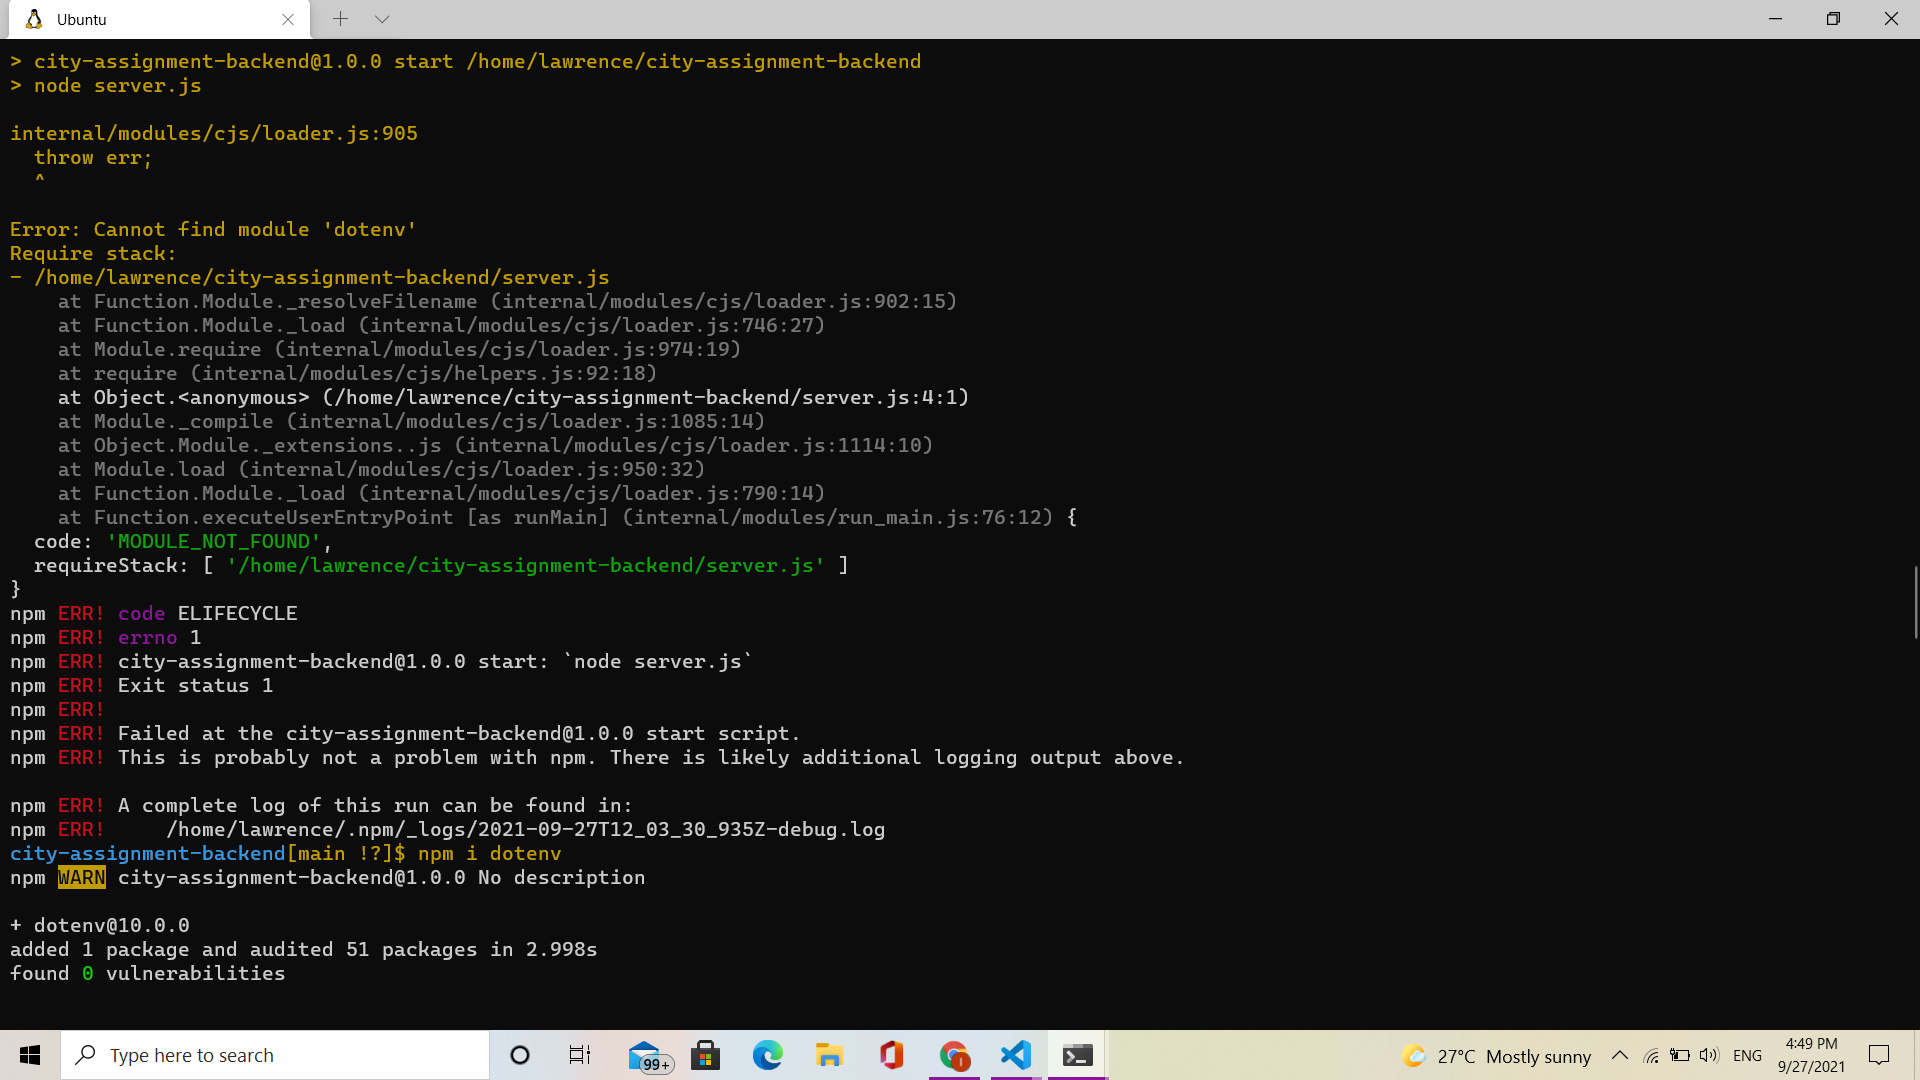 Ubuntu
> city-assignment-backend@1.0.0 start /home/lawrence/city-assignment-backend
> node server.js
internal/modules/cjs/loader.js:905
throw err;
^
Error: Cannot find module 'dotenv'
Require stack:
- /home/lawrence/city-assignment-backend/server.js
at Function.Module._resolveFilename (internal/modules/cjs/loader.js:902:15)
at Function.Module._load (internal/modules/cjs/loader.js:746:27)
at Module.require (internal/modules/cjs/loader.js:974:19)
at require (internal/modules/cjs/helpers.js:92:18)
at Object.<anonymous> (/home/lawrence/city-assignment-backend/server.js:4:1)
at Module._compile (internal/modules/cjs/loader.js:1085:14)
at Object.Module._extensions..js (internal/modules/cjs/loader.js:1114:10)
at Module.load (internal/modules/cjs/loader.js:950:32)
at Function.Module._load (internal/modules/cjs/loader.js:790:14)
at Function.executeUserEntryPoint [as runMain] (internal/modules/run_main.js:76:12) {
code: 'MODULE_NOT_FOUND',
requireStack: [ '/home/lawrence/city-assignment-backend/server.js' ]
}
npm ERR! code ELIFECYCLE
npm ERR! errno 1
npm ERR! city-assignment-backend@1.0.0 start: `node server.js`
npm ERR! Exit status 1
npm ERR!
npm ERR! Failed at the city-assignment-backend@1.0.0 start script.
npm ERR! This is probably not a problem with npm. There is likely additional logging output above.
npm ERR! A complete log of this run can be found in:
npm ERR! /home/lawrence/.npm/_logs/2021-09-27T12_03_30_935Z-debug.log
city-assignment-backend[main !?]$ npm i dotenv
npm WARN city-assignment-backend@1.0.0 No description
+ dotenv@10.0.0
added 1 package and audited 51 packages in 2.998s
found 0 vulnerabilities
Type here to search
99+
27°C Mostly sunny
ENG
4:49 PM
9/27/2021